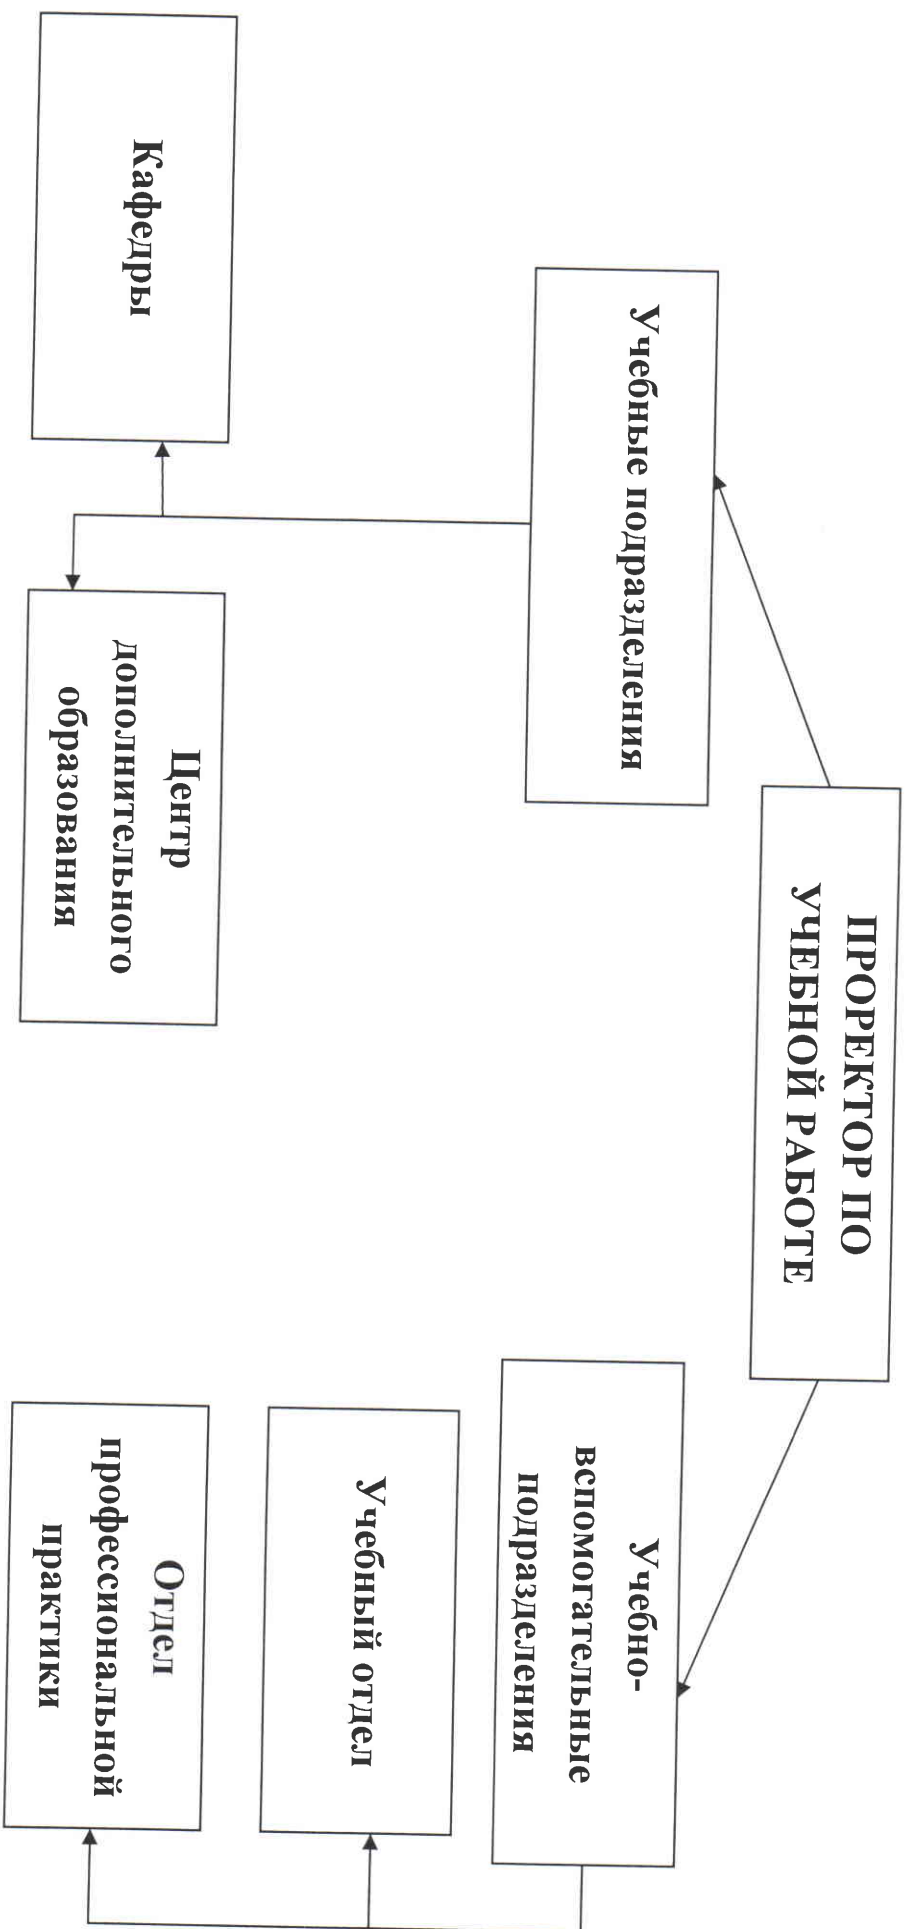 ПРОРЕКТОР ПО
УЧЕБНОЙ РАБОТЕ
Учебные подразделения
Учебно-
вспомогательные
подразделения
Кафедры
Центр
дополнительного
образования
Учебный отдел
Отдел
профессиональной
практики